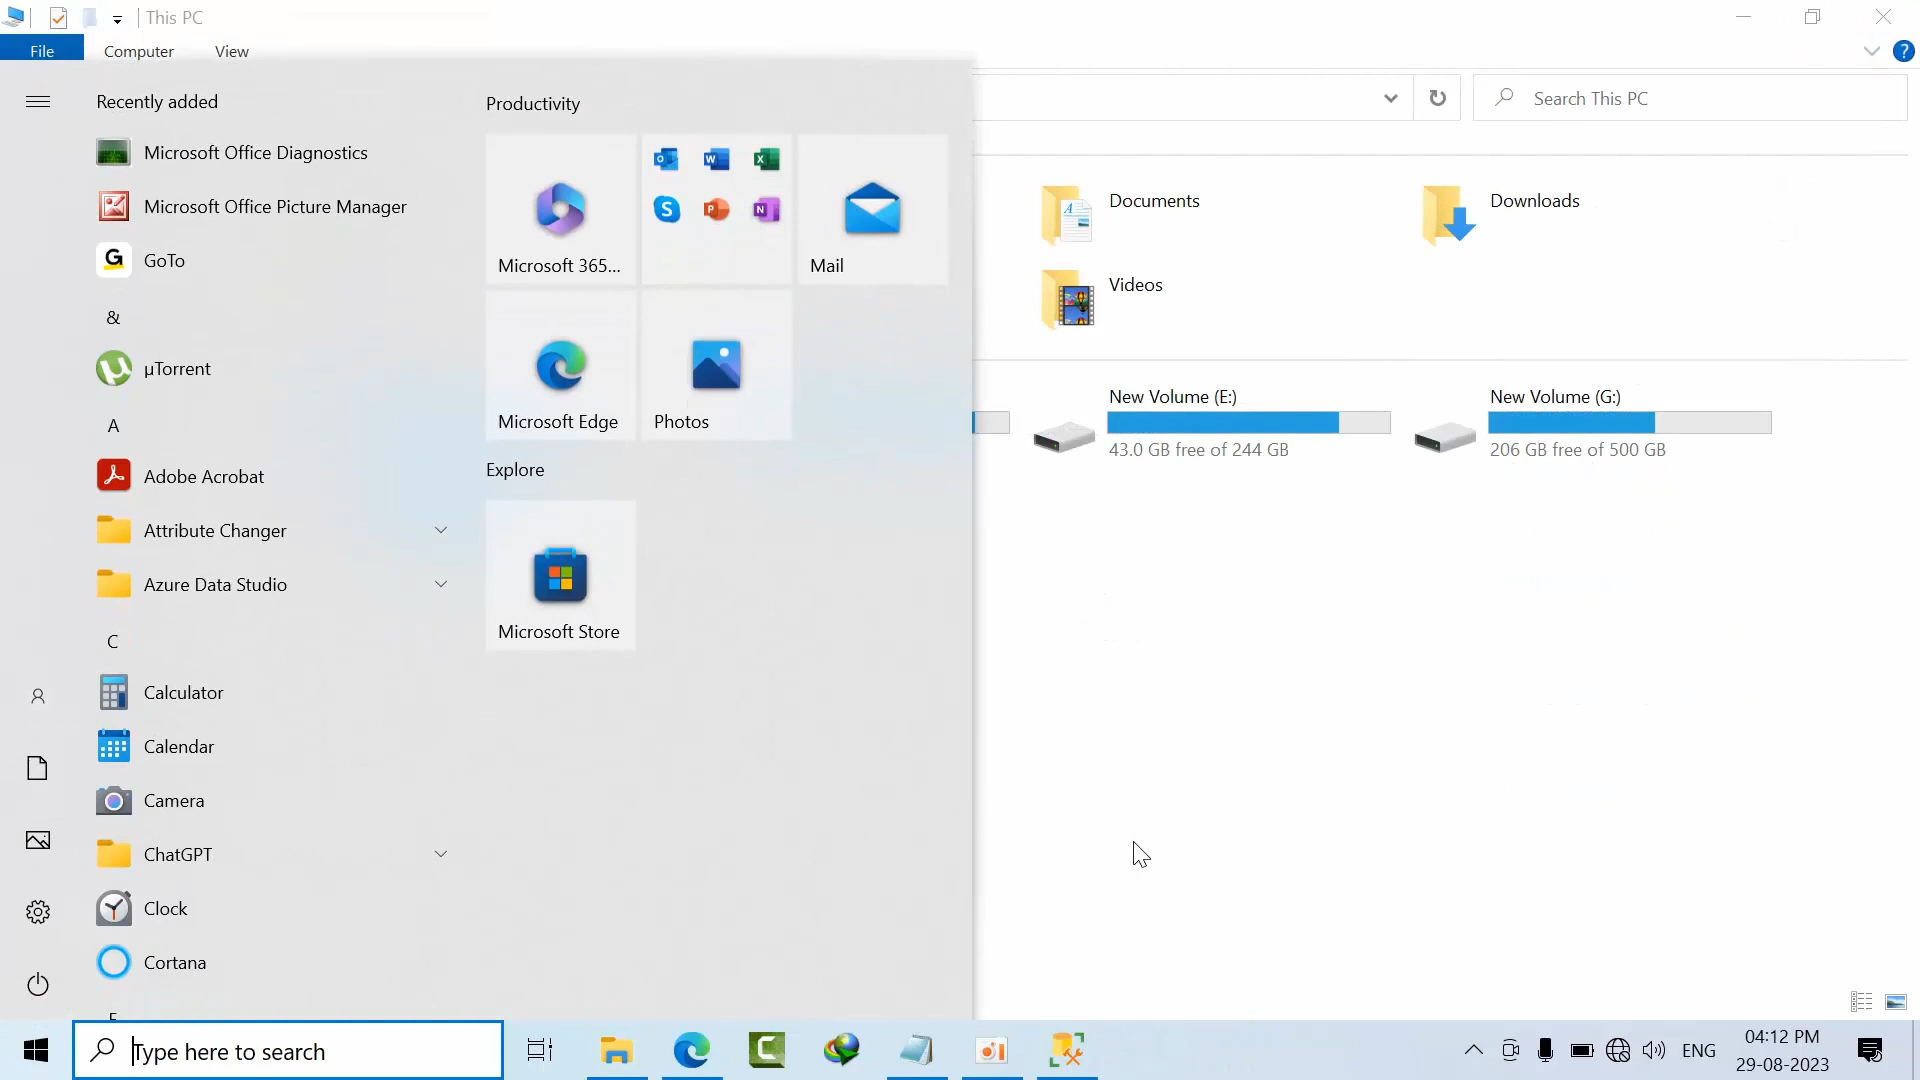 This PC
File
Computer
View
Search This PC
Recently added
Microsoft Office Diagnostics
Microsoft Office Picture Manager
GoTo
&
µTorrent
A
Adobe Acrobat
Attribute Changer
Azure Data Studio
C
Calculator
Calendar
Camera
ChatGPT
Clock
Cortana
Productivity
Microsoft 365...
Mail
Microsoft Edge
Photos
Explore
Microsoft Store
Documents
Downloads
Videos
New Volume (E:)
43.0 GB free of 244 GB
New Volume (G:)
206 GB free of 500 GB
Type here to search
ENG
04:12 PM
29-08-2023